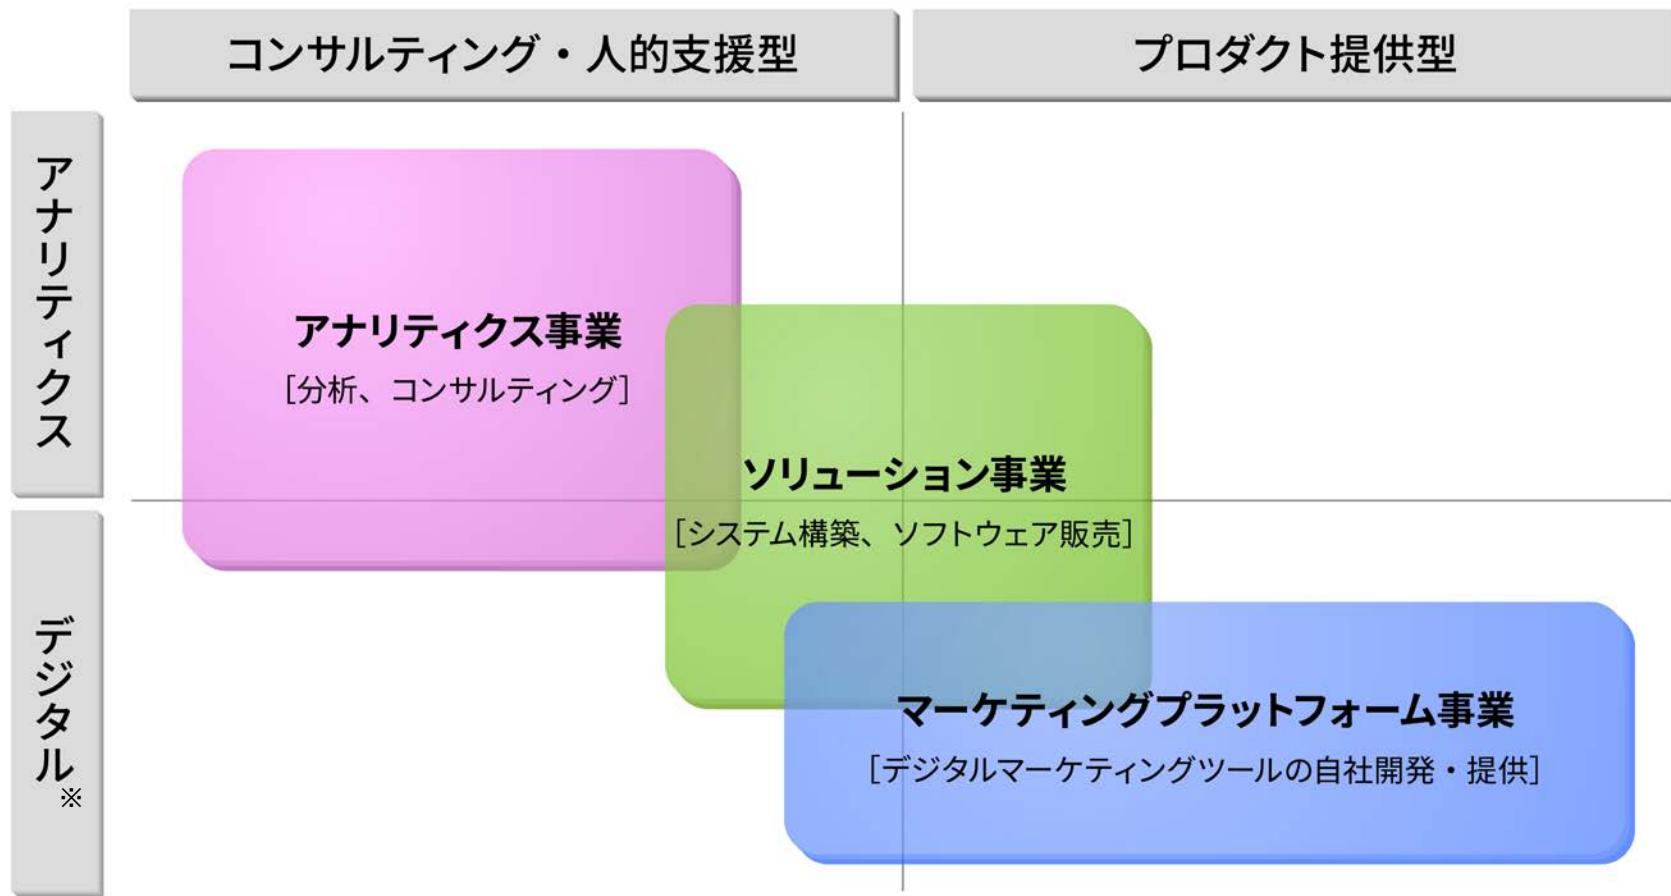 コンサルティング・人的支援型
プロダクト提供型
アナリティクス
アナリティクス事業
［分析、コンサルティング］
ソリューション事業
［システム構築、ソフトウェア販売］
デジタル※
マーケティングプラットフォーム事業
［デジタルマーケティングツールの自社開発・提供］